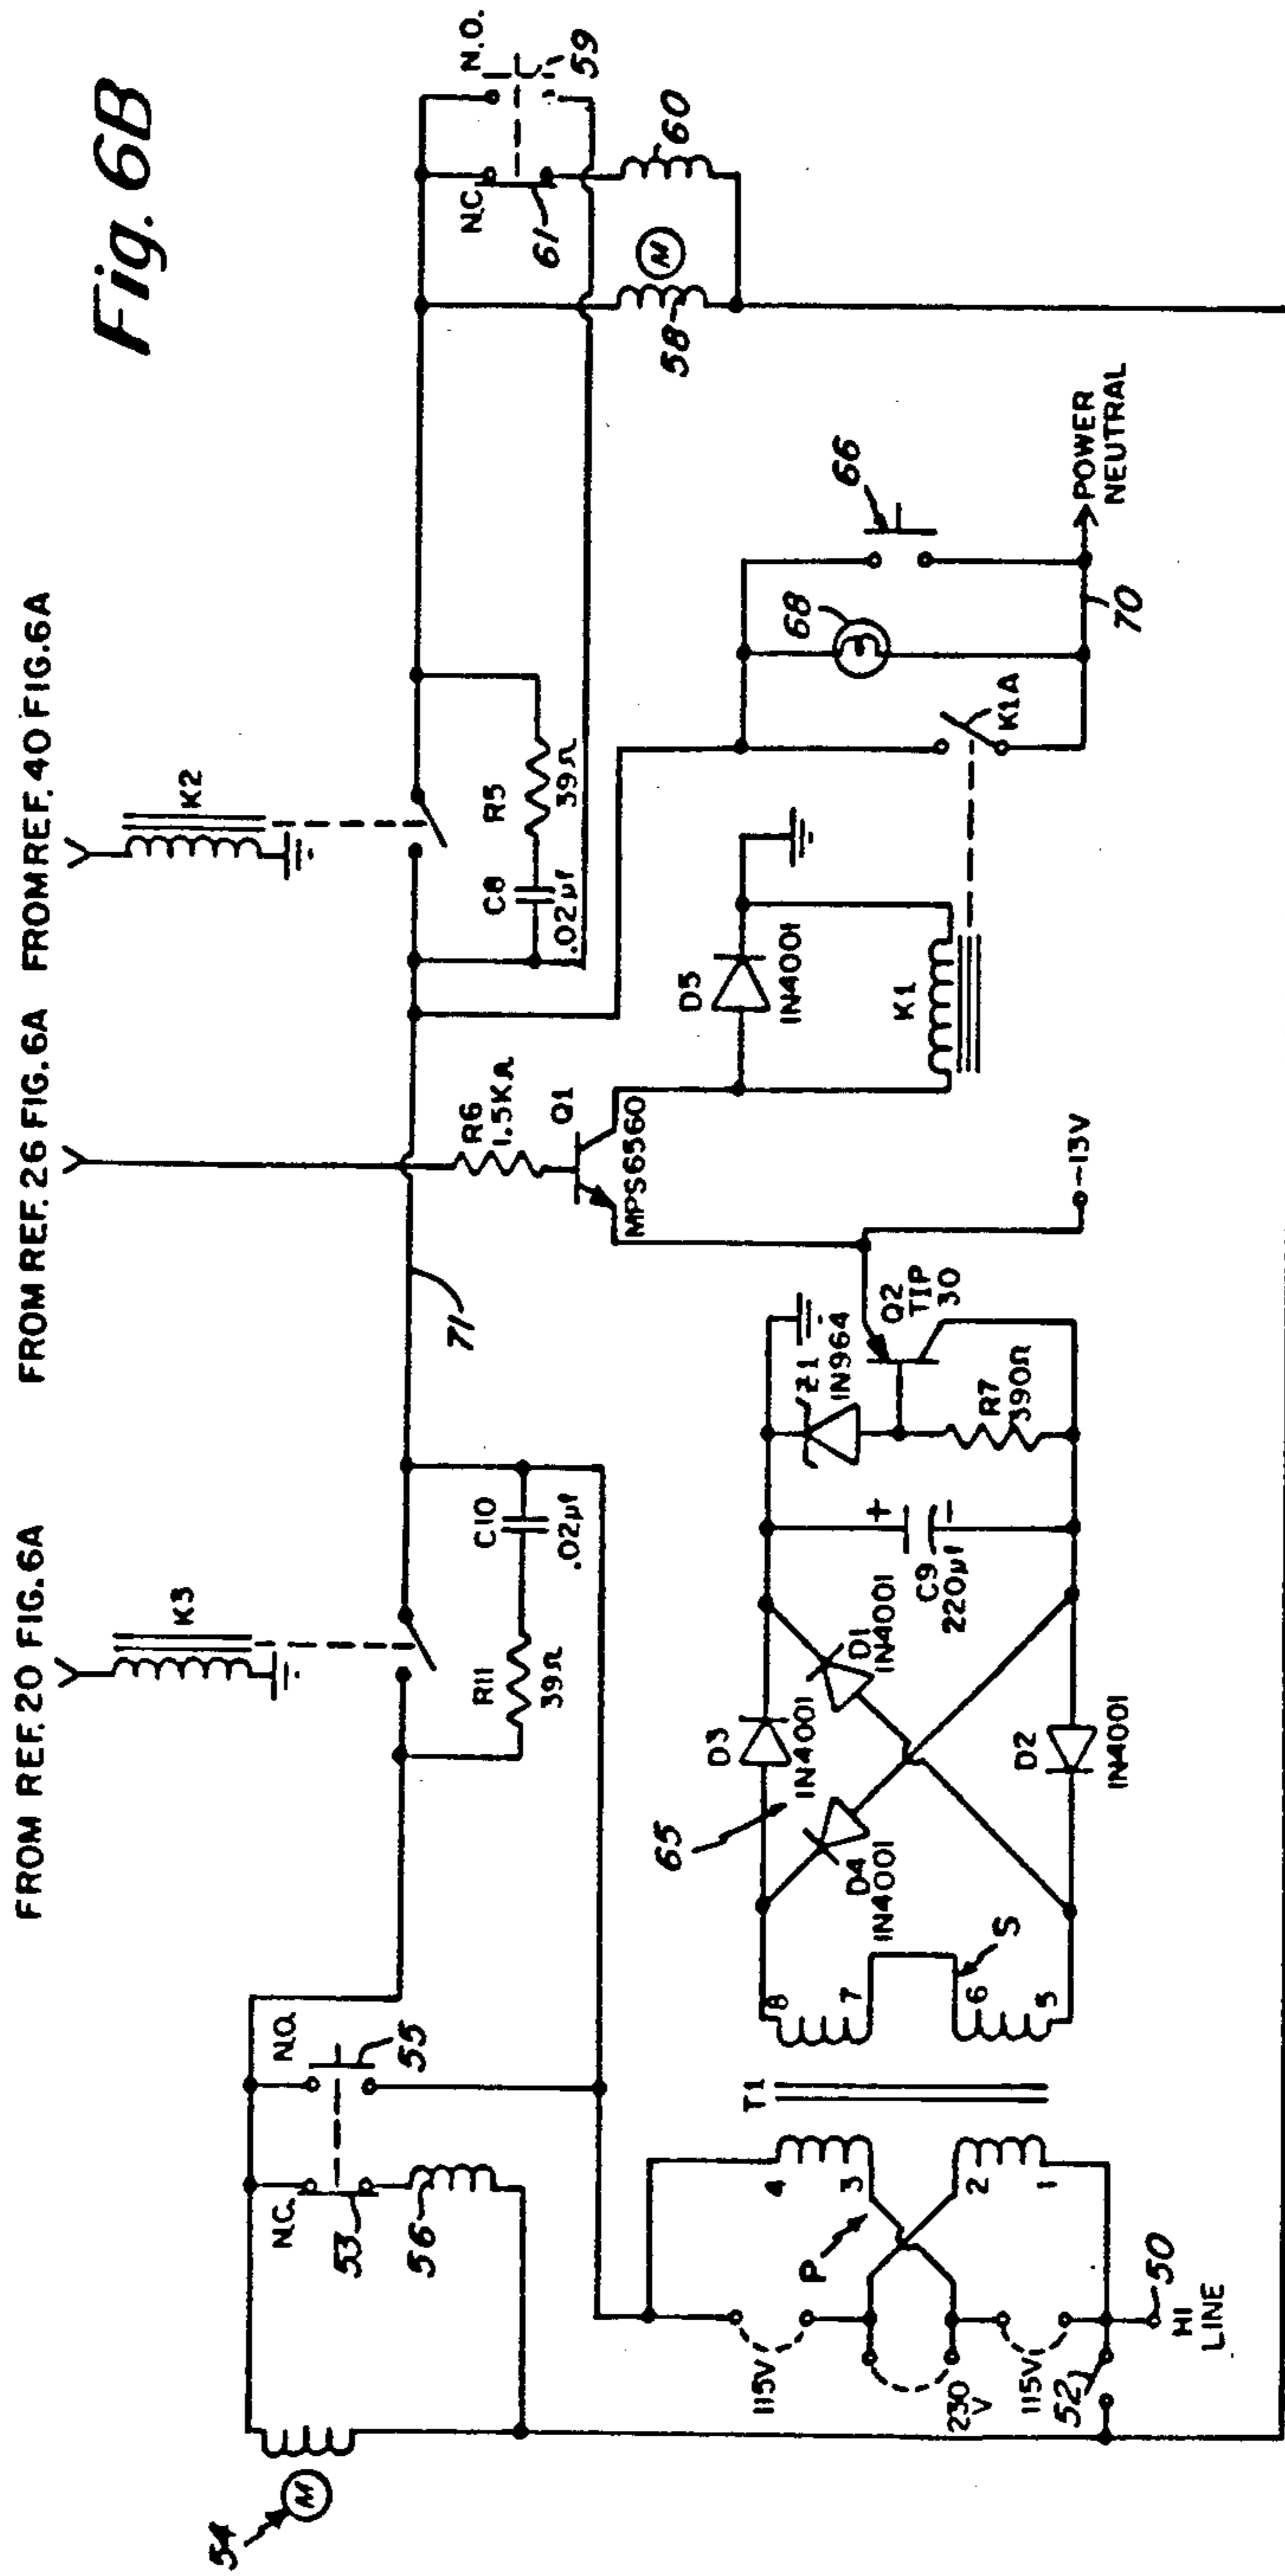 Fig. 6B
FROM REF. 20 FIG. 6A
FROM REF. 26 FIG. 6A
FROM REF. 40 FIG. 6A
K3
K2
N.C.
N.O.
53
55
56
54
M
R11
39Ω
C10
.02µf
71
R6
1.5KΩ
Q1
MPS6560
C8
.02µf
R5
39Ω
N.C.
N.O.
59
61
60
58
M
T1
P
4
3
2
1
115V
230
V
115V
52
50
HI
LINE
8
7
6
5
S
65
D3
IN4001
D4
IN4001
D1
IN4001
D2
IN4001
C9
220µf
+
−
Z1
IN964
R7
390Ω
Q2
TIP
30
-13V
D5
IN4001
K1
K1A
68
66
70
POWER
NEUTRAL